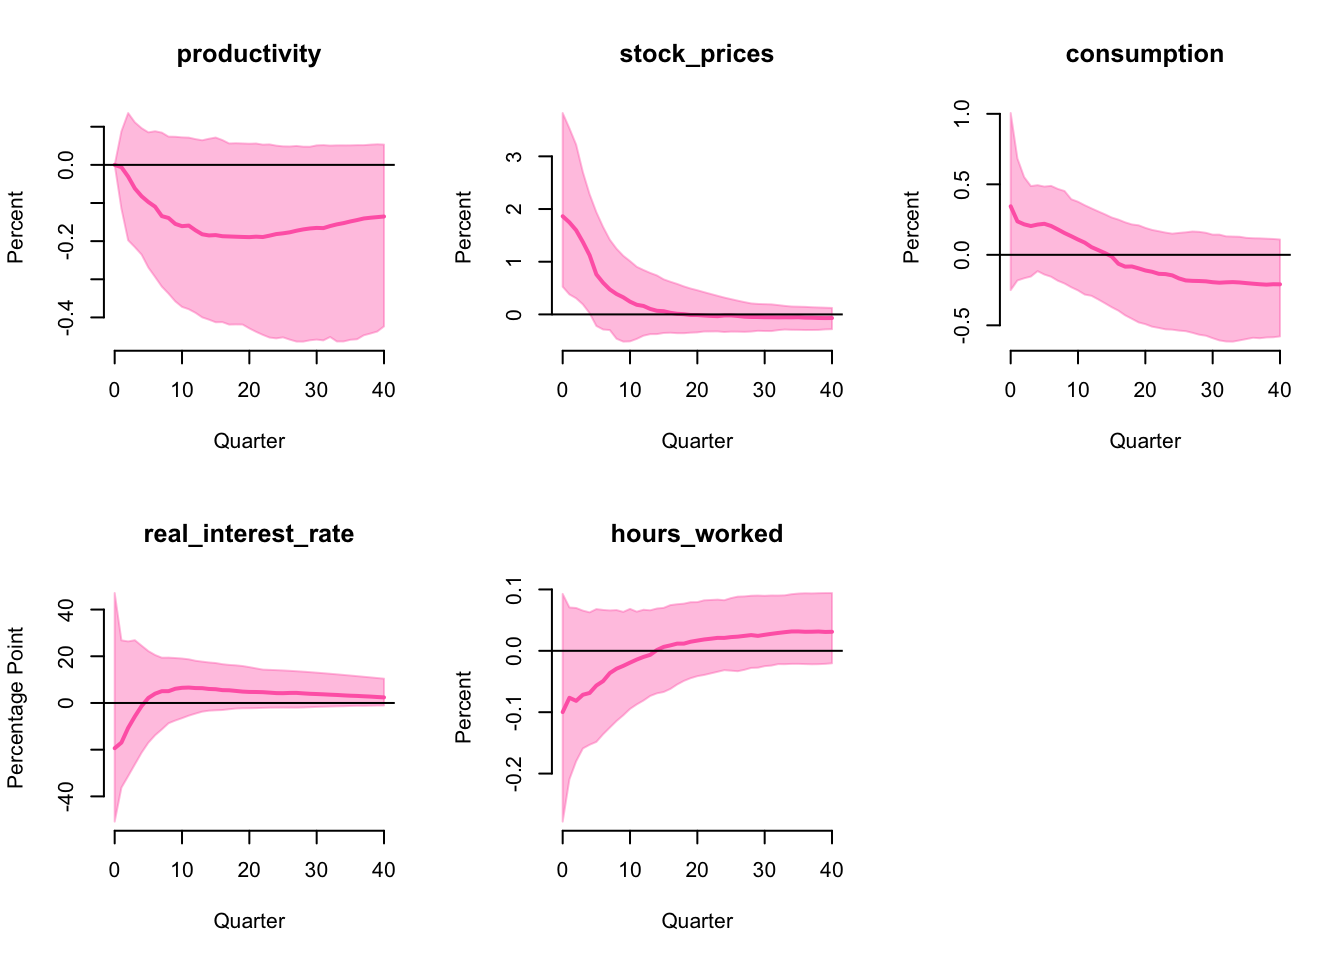 productivity
Percent
0.0
-0.2
-0.4
0 10 20 30 40
Quarter
stock_prices
Percent
3
2
1
0
0 10 20 30 40
Quarter
consumption
Percent
1.0
0.5
0.0
-0.5
0 10 20 30 40
Quarter
real_interest_rate
Percentage Point
40
20
0
-40
0 10 20 30 40
Quarter
hours_worked
Percent
0.1
0.0
-0.1
-0.2
0 10 20 30 40
Quarter